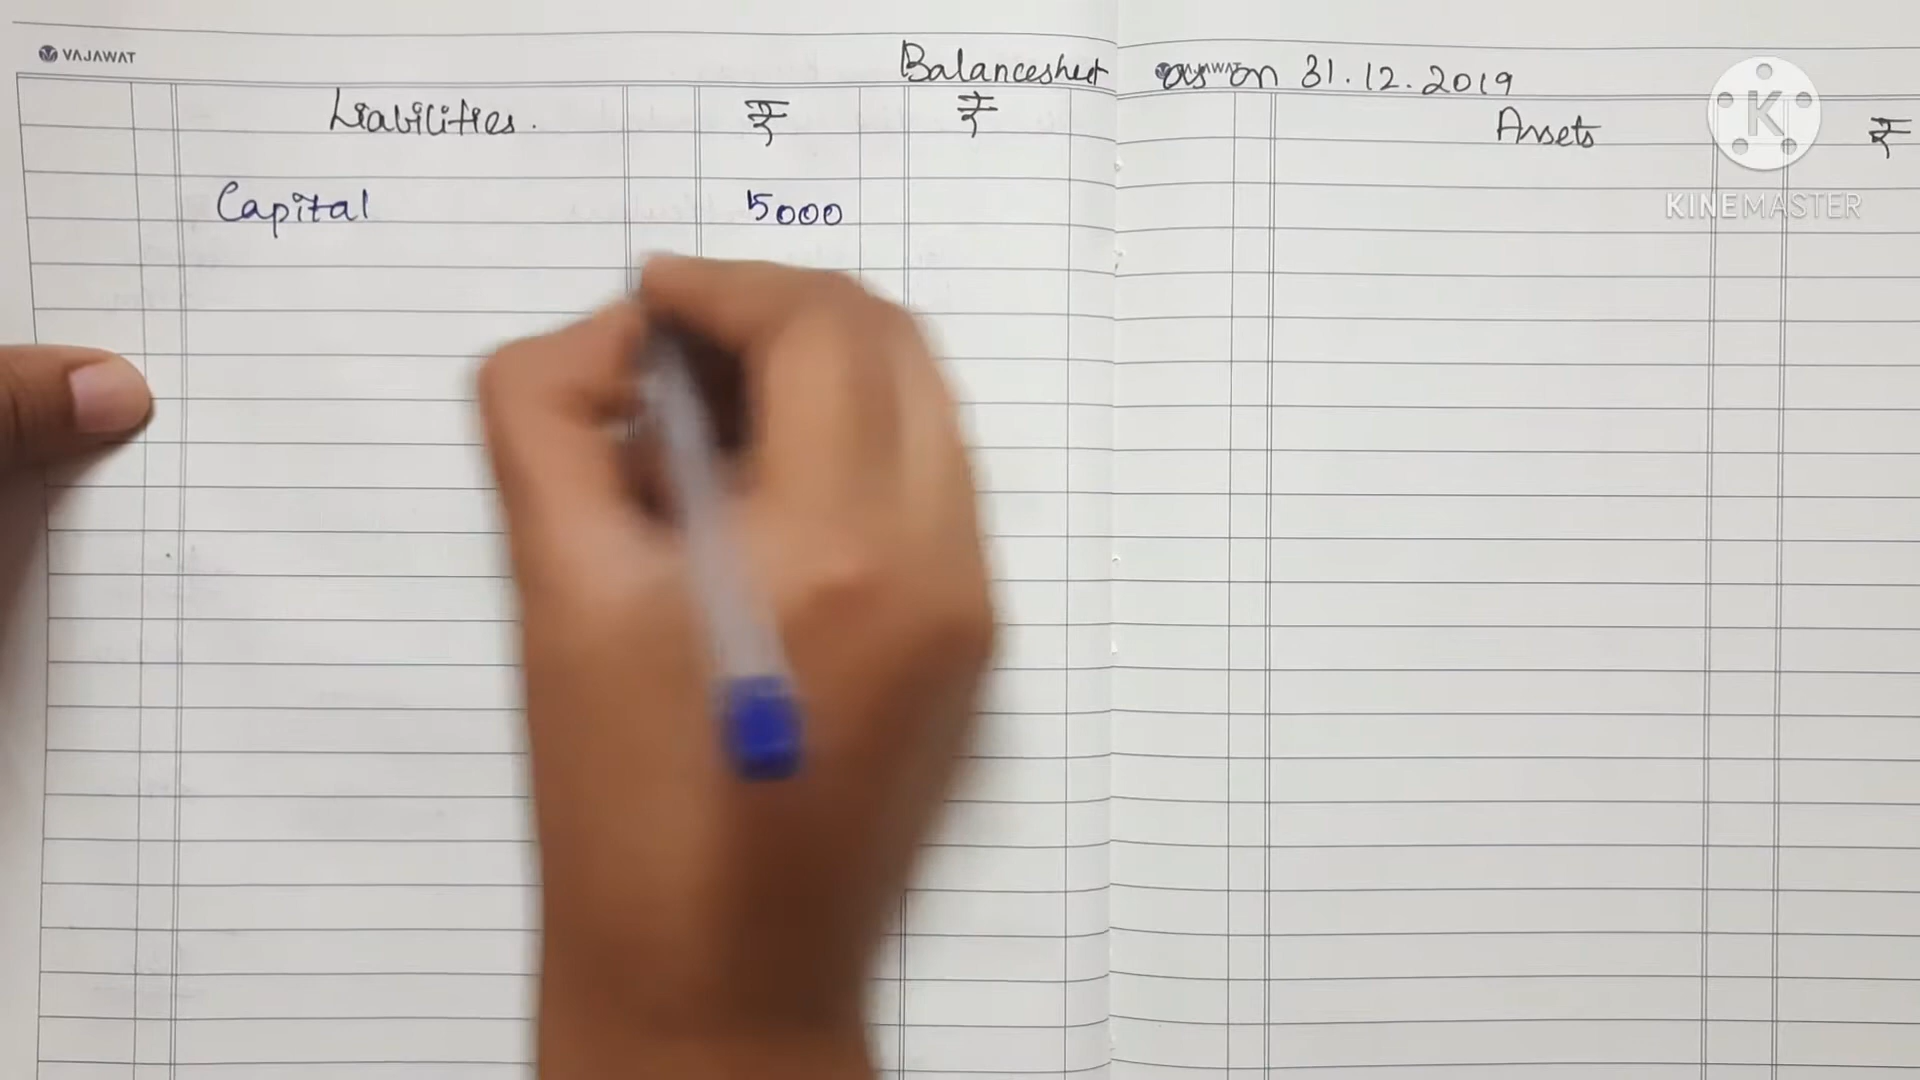 VAJAWAT
Balancesheet as on 31.12.2019
Liabilities. ₹ ₹ Assets ₹
Capital 5000
KINEMASTER